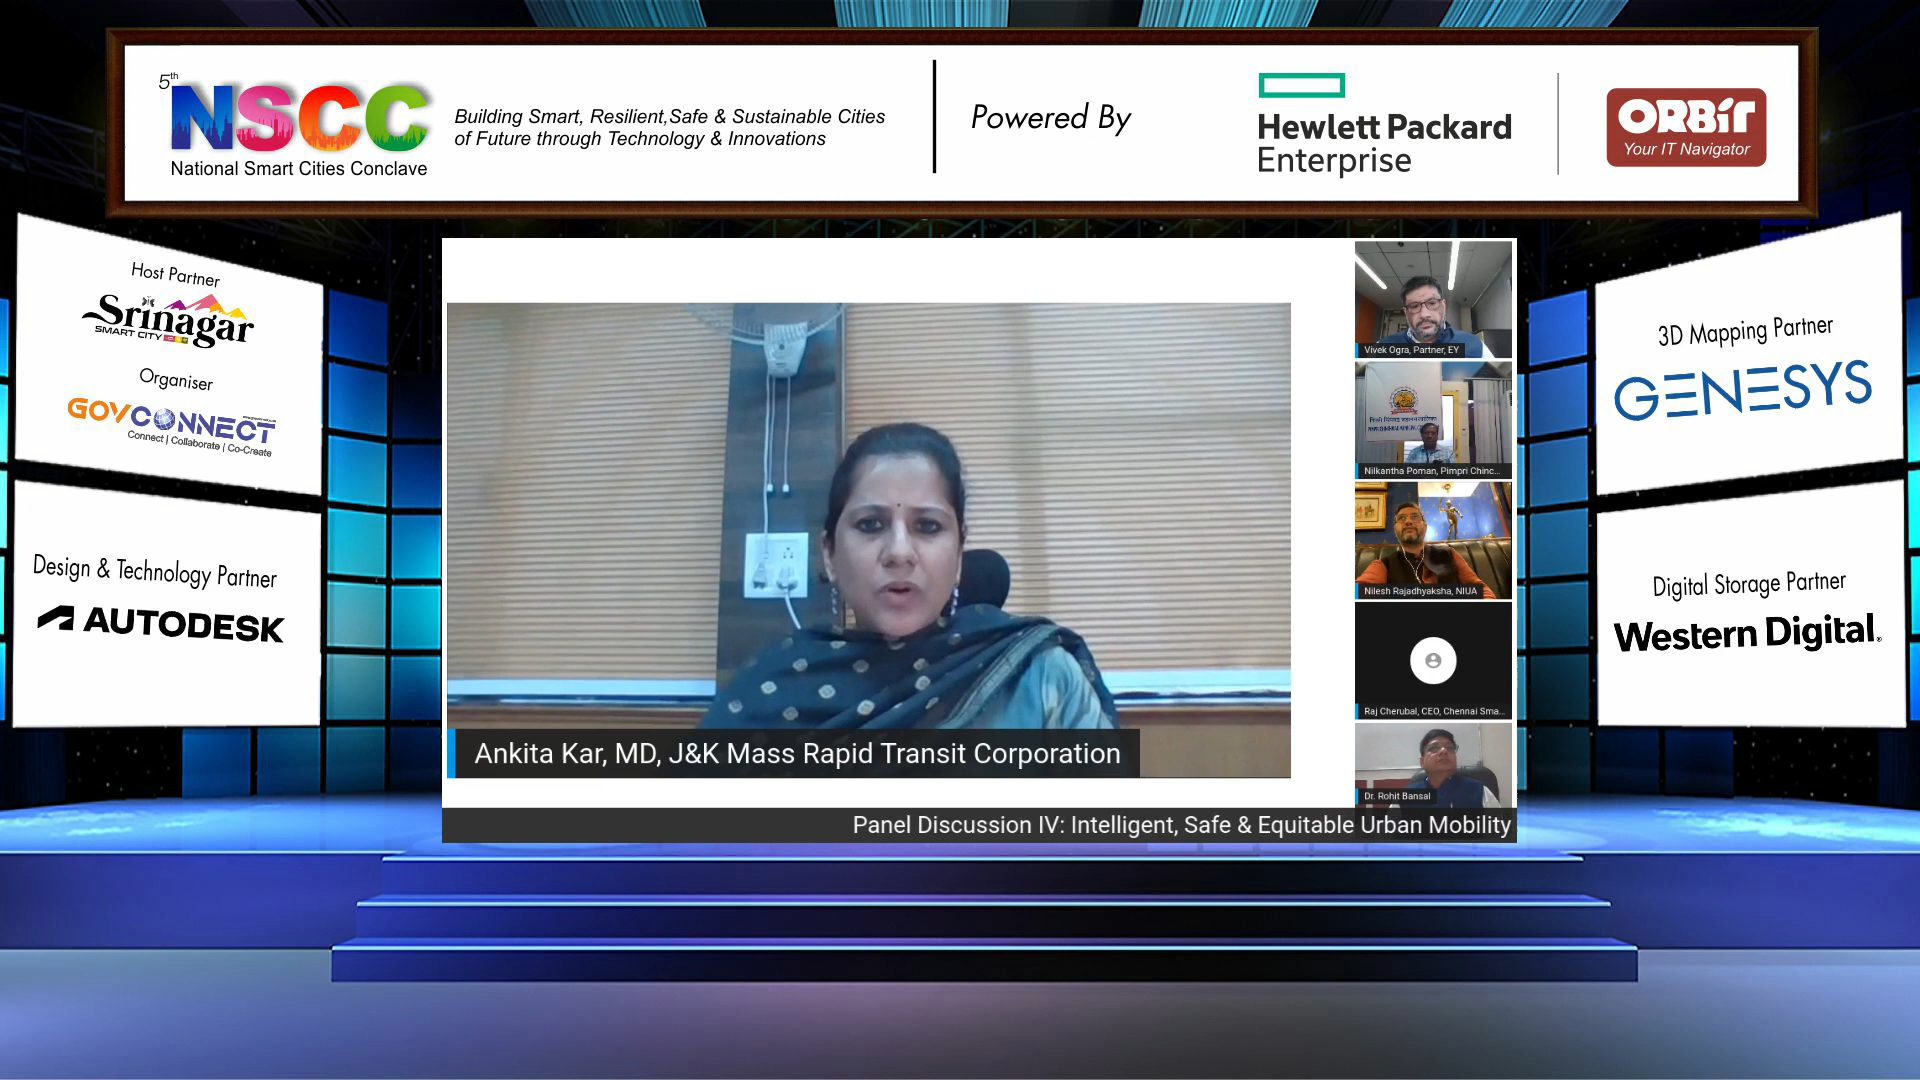 5th
NSCC
National Smart Cities Conclave
Building Smart, Resilient,Safe & Sustainable Cities
of Future through Technology & Innovations
Powered By
Hewlett Packard
Enterprise
ORBIT
Your IT Navigator
Host Partner
Srinagar
SMART CITY
Organiser
GOVCONNECT
Connect | Collaborate | Co-Create
Design & Technology Partner
AUTODESK
Ankita Kar, MD, J&K Mass Rapid Transit Corporation
Vivek Ogra, Partner, EY
Nilkantha Poman, Pimpri Chinc...
Nilesh Rajadhyaksha, NIUA
Raj Cherubal, CEO, Chennai Sma...
Dr. Rohit Bansal
Panel Discussion IV: Intelligent, Safe & Equitable Urban Mobility
3D Mapping Partner
GENESYS
Digital Storage Partner
Western Digital.